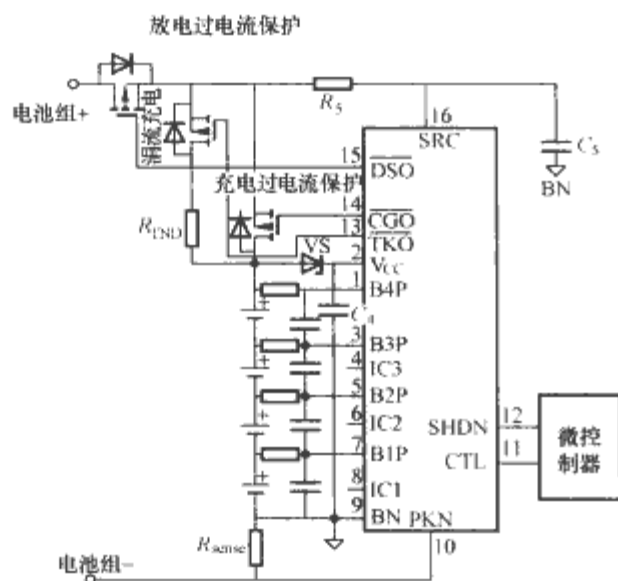 放电过电流保护
电池组+
涓流充电
R5
16
SRC
C5
BN
15
DSO
充电过电流保护
14
CGO
13
TKO
VS
2
VCC
1
B4P
C4
3
B3P
4
IC3
5
B2P
6
IC2
7
B1P
8
IC1
9
BN
PKN
10
SHDN
12
CTL
11
微控
制器
Rsense
电池组-